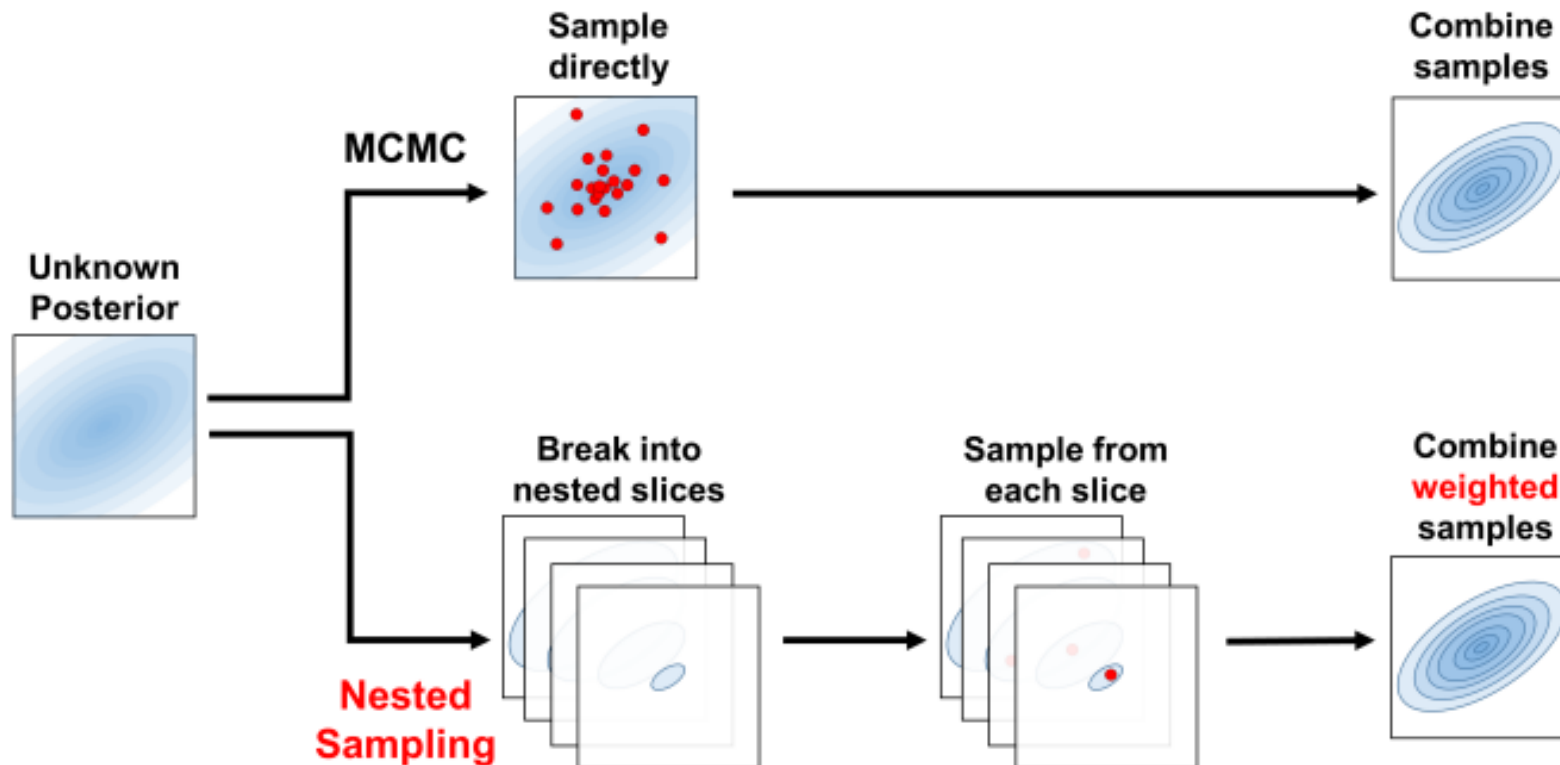 Sample
directly
Combine
samples
MCMC
Unknown
Posterior
Break into
nested slices
Sample from
each slice
Combine
weighted
samples
Nested
Sampling